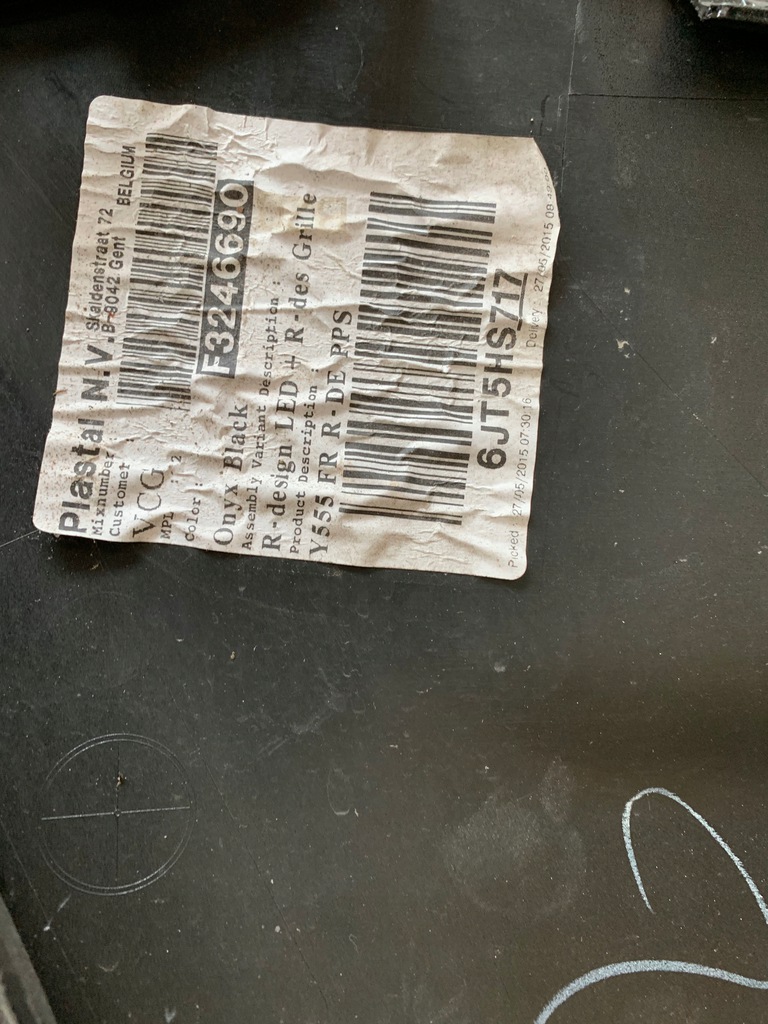 Plastal N.V. Skaldenstraat 72
B-9042 Gent BELGIUM
Mixnumber :
Customer :
VCG
F3246690
MPL : 2
Color :
Onyx Black
Assembly Variant Description :
R-design LED + R-des Grille
Product Description :
Y555 FR R-DE PPS
6JT5HS717
Picked : 27/05/2015 07:30:16 Delivery : 27/05/2015